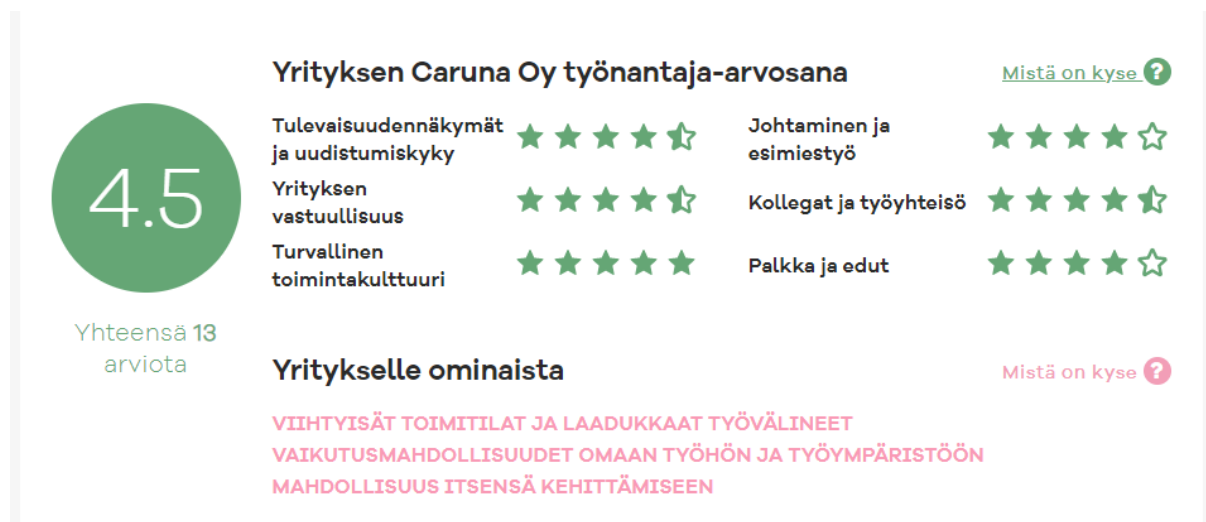 Yrityksen Caruna Oy työnantaja-arvosana
Mistä on kyse ?
4.5
Yhteensä 13
arviota
Tulevaisuudennäkymät
ja uudistumiskyky
Yrityksen
vastuullisuus
Turvallinen
toimintakulttuuri
Johtaminen ja
esimiestyö
Kollegat ja työyhteisö
Palkka ja edut
Yritykselle ominaista
Mistä on kyse ?
VIIHTYISÄT TOIMITILAT JA LAADUKKAAT TYÖVÄLINEET
VAIKUTUSMAHDOLLISUUDET OMAAN TYÖHÖN JA TYÖYMPÄRISTÖÖN
MAHDOLLISUUS ITSENSÄ KEHITTÄMISEEN